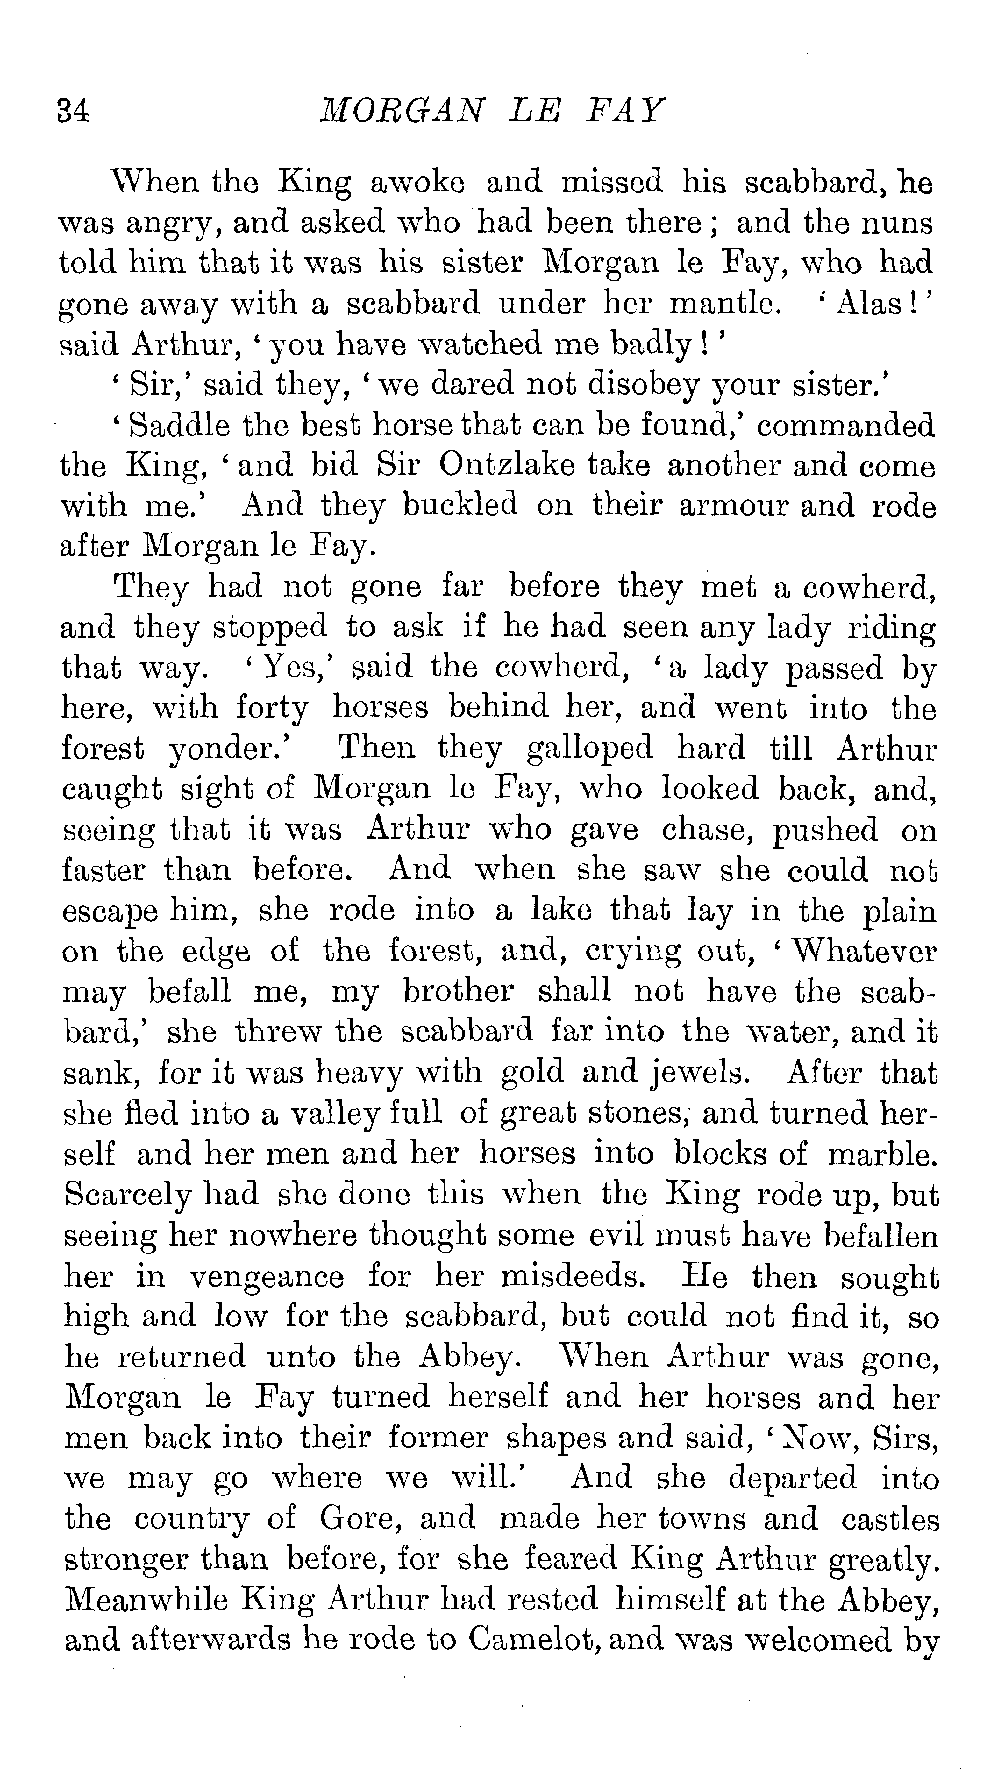 34 MORGAN LE FAY
When the King awoke and missed his scabbard, he
was angry, and asked who had been there ; and the nuns
told him that it was his sister Morgan le Fay, who had
gone away with a scabbard under her mantle. ‘ Alas ! ’
said Arthur, ‘ you have watched me badly ! ’
‘ Sir,’ said they, ‘ we dared not disobey your sister.’
‘ Saddle the best horse that can be found,’ commanded
the King, ‘ and bid Sir Ontzlake take another and come
with me.’ And they buckled on their armour and rode
after Morgan le Fay.
They had not gone far before they met a cowherd,
and they stopped to ask if he had seen any lady riding
that way. ‘ Yes,’ said the cowherd, ‘ a lady passed by
here, with forty horses behind her, and went into the
forest yonder.’ Then they galloped hard till Arthur
caught sight of Morgan le Fay, who looked back, and,
seeing that it was Arthur who gave chase, pushed on
faster than before. And when she saw she could not
escape him, she rode into a lake that lay in the plain
on the edge of the forest, and, crying out, ‘ Whatever
may befall me, my brother shall not have the scab-
bard,’ she threw the scabbard far into the water, and it
sank, for it was heavy with gold and jewels. After that
she fled into a valley full of great stones, and turned her-
self and her men and her horses into blocks of marble.
Scarcely had she done this when the King rode up, but
seeing her nowhere thought some evil must have befallen
her in vengeance for her misdeeds. He then sought
high and low for the scabbard, but could not find it, so
he returned unto the Abbey. When Arthur was gone,
Morgan le Fay turned herself and her horses and her
men back into their former shapes and said, ‘ Now, Sirs,
we may go where we will.’ And she departed into
the country of Gore, and made her towns and castles
stronger than before, for she feared King Arthur greatly.
Meanwhile King Arthur had rested himself at the Abbey,
and afterwards he rode to Camelot, and was welcomed by